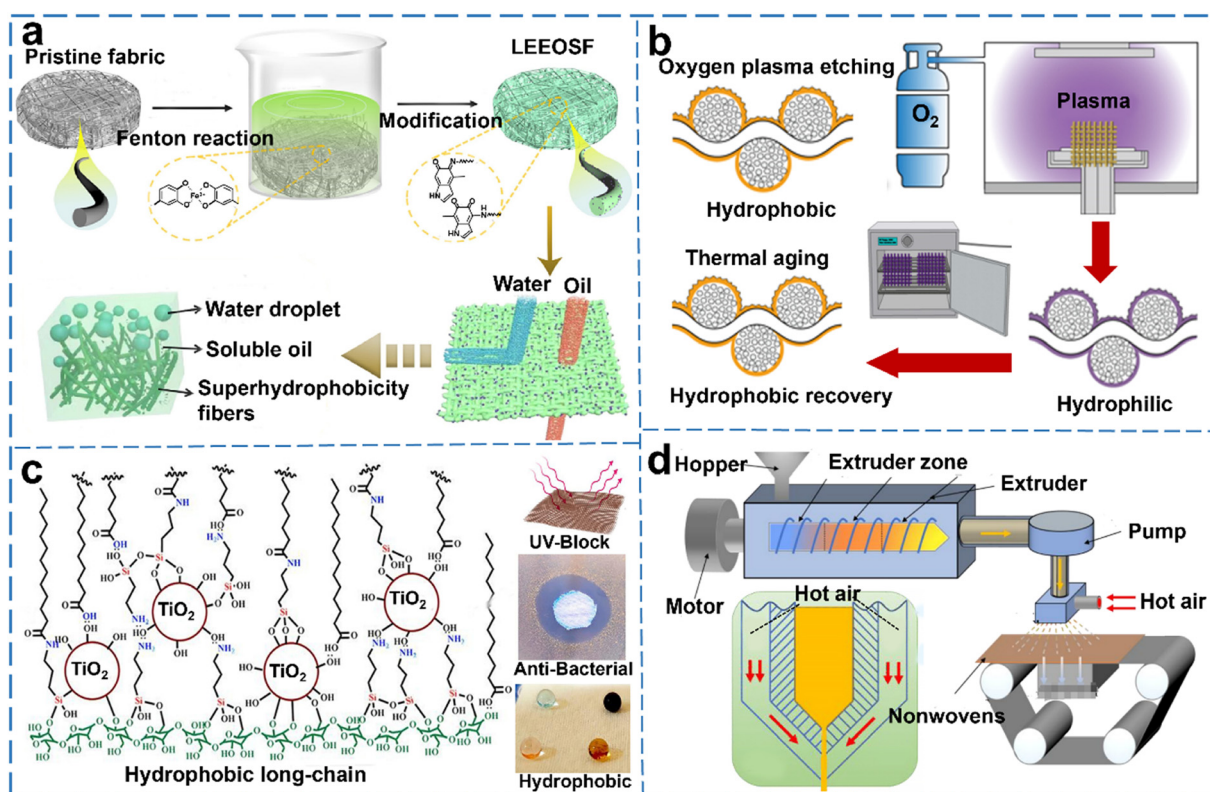 a
Pristine fabric
LEEOSF
Fenton reaction
Modification
Water Oil
Water droplet
Soluble oil
Superhydrophobicity
fibers
b
Oxygen plasma etching
Hydrophobic
O2
Plasma
Thermal aging
Hydrophobic recovery
Hydrophilic
c
TiO2
TiO2
TiO2
TiO2
Hydrophobic long-chain
UV-Block
Anti-Bacterial
Hydrophobic
d
Hopper
Extruder zone
Extruder
Pump
Motor
Hot air
Hot air
Nonwovens